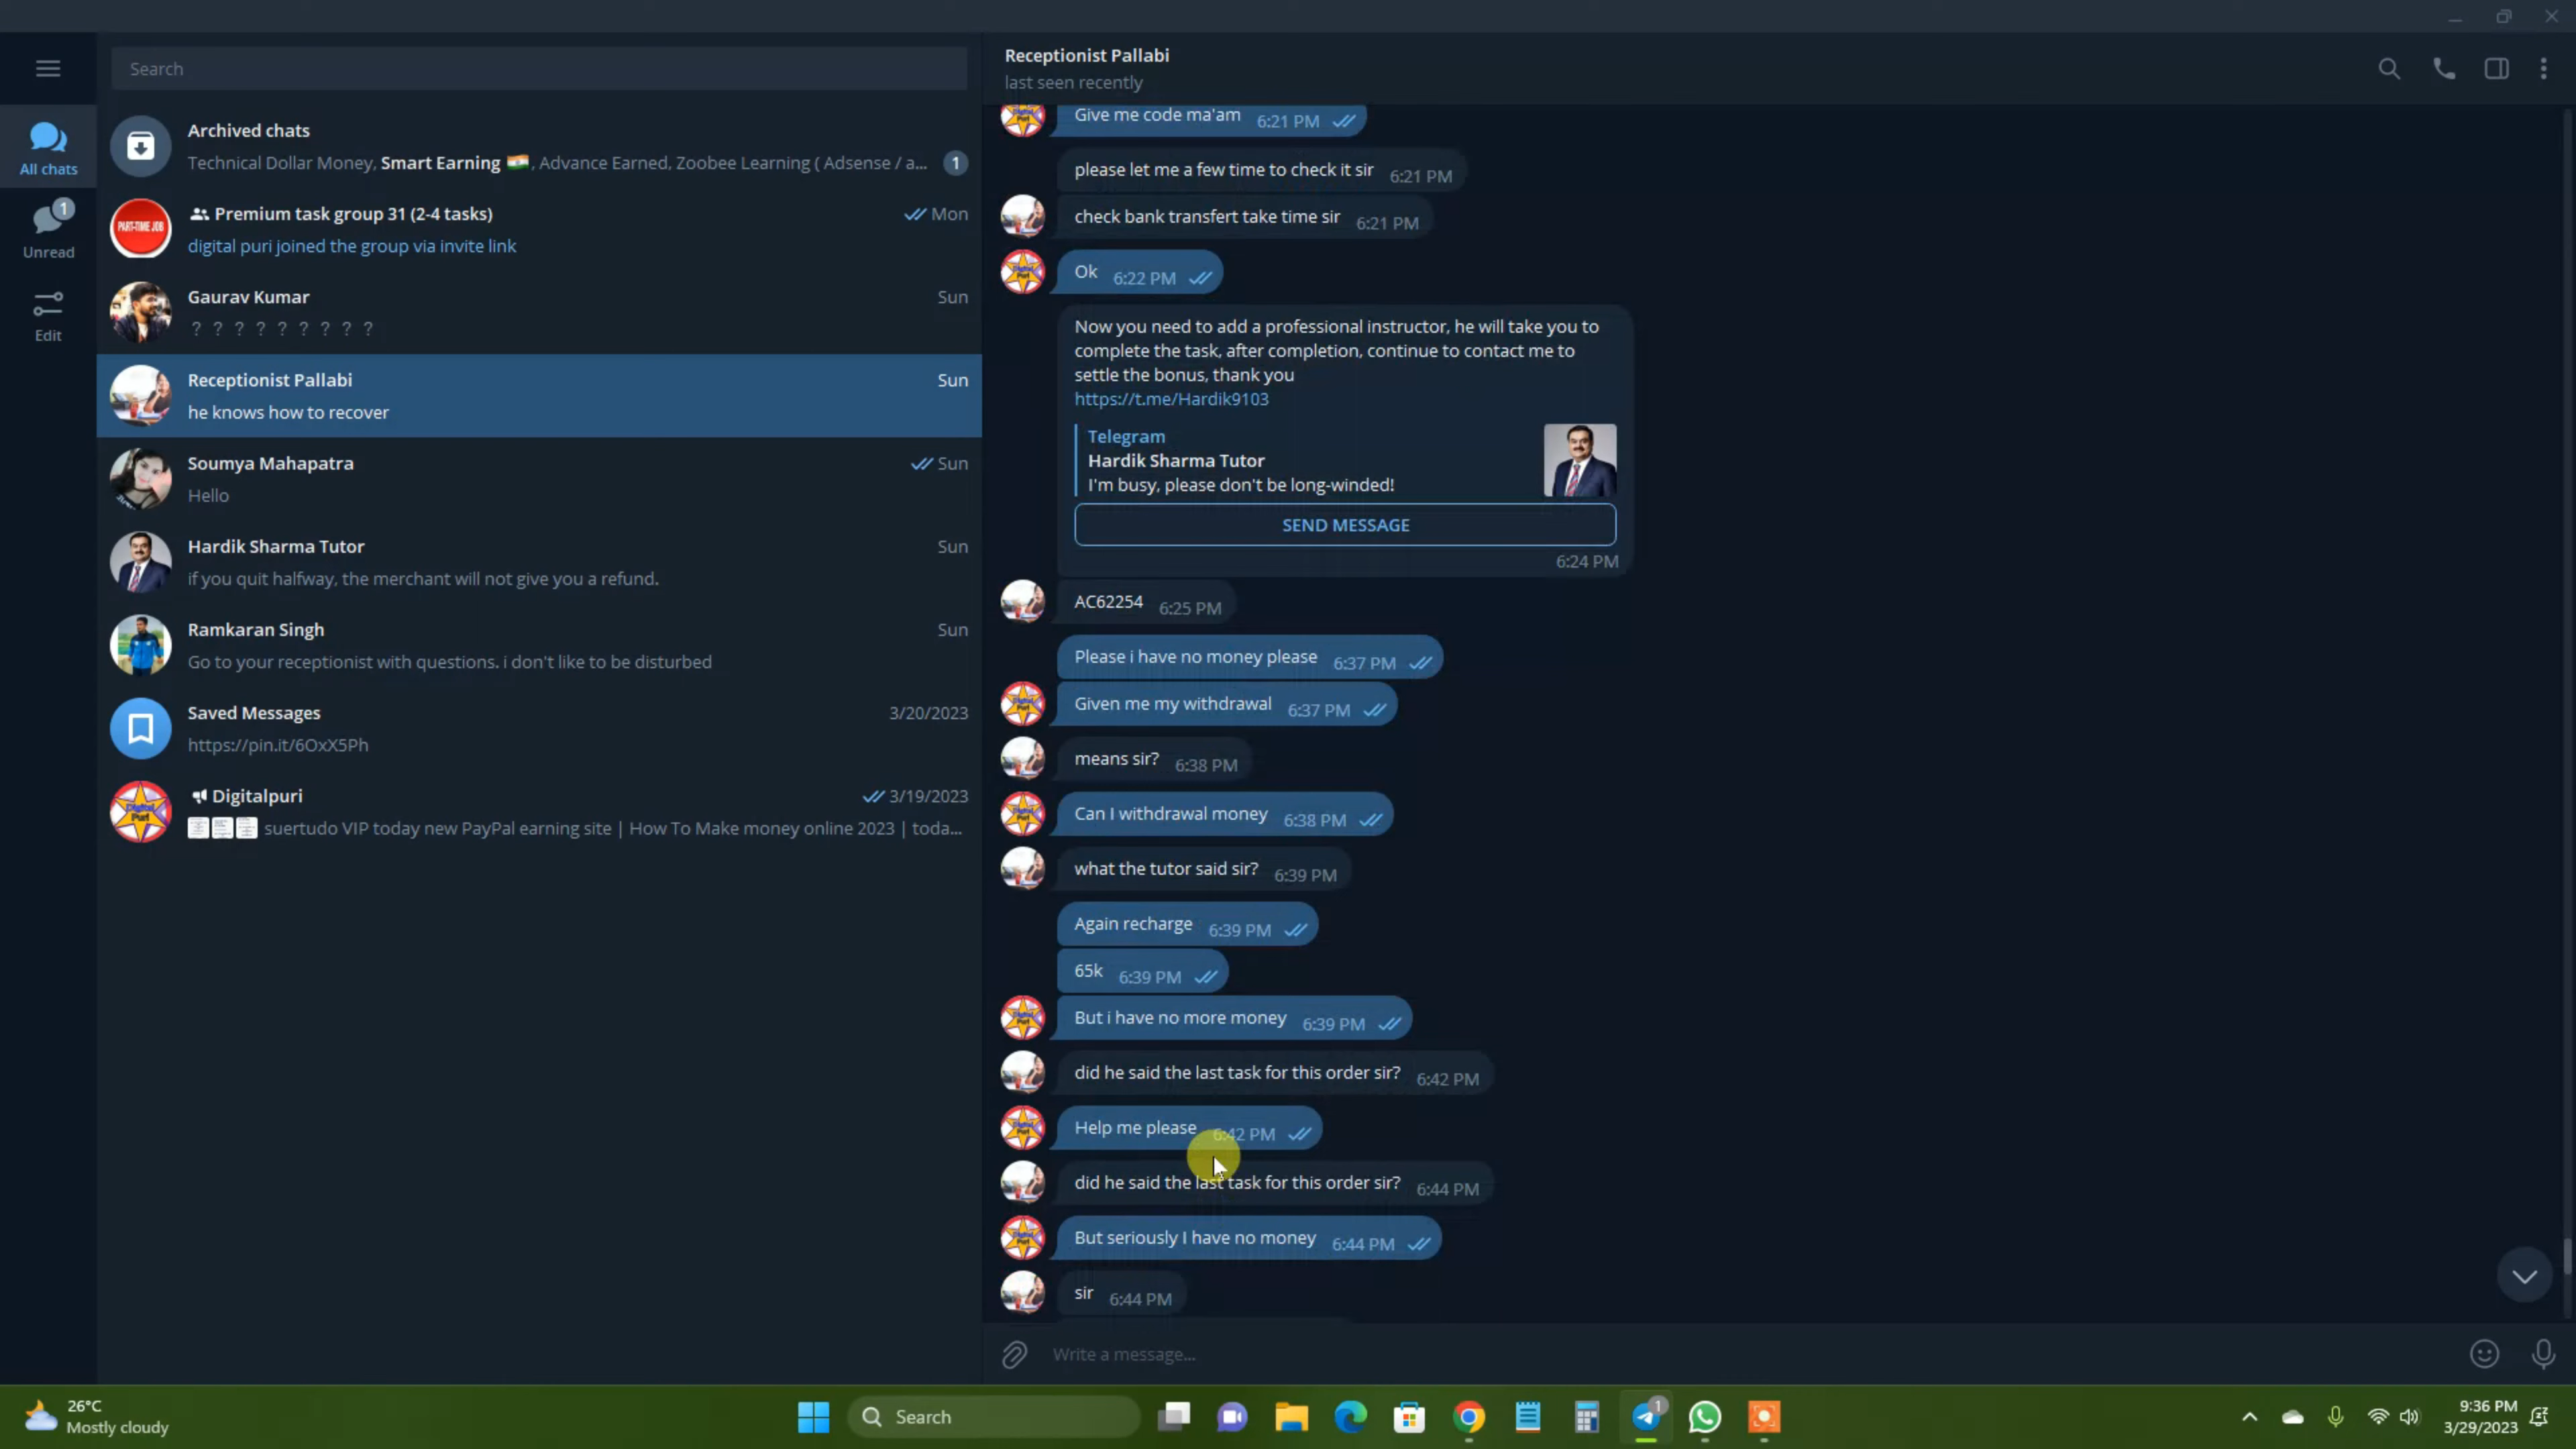 Search
All chats
1
Unread
Edit
Archived chats
Technical Dollar Money, Smart Earning 🇮🇳, Advance Earned, Zoobee Learning ( Adsense / a...
1
PART-TIME JOB
Premium task group 31 (2-4 tasks)
Mon
digital puri joined the group via invite link
Gaurav Kumar
Sun
? ? ? ? ? ? ? ? ?
Receptionist Pallabi
Sun
he knows how to recover
Soumya Mahapatra
Sun
Hello
Hardik Sharma Tutor
Sun
if you quit halfway, the merchant will not give you a refund.
Ramkaran Singh
Sun
Go to your receptionist with questions. i don't like to be disturbed
Saved Messages
3/20/2023
https://pin.it/6OxX5Ph
Digital Puri
Digitalpuri
3/19/2023
suertudo VIP today new PayPal earning site | How To Make money online 2023 | toda...
Receptionist Pallabi
last seen recently
Give me code ma'am 6:21 PM
please let me a few time to check it sir 6:21 PM
check bank transfert take time sir 6:21 PM
Ok 6:22 PM
Now you need to add a professional instructor, he will take you to
complete the task, after completion, continue to contact me to
settle the bonus, thank you
https://t.me/Hardik9103
Telegram
Hardik Sharma Tutor
I'm busy, please don't be long-winded!
SEND MESSAGE
6:24 PM
AC62254 6:25 PM
Please i have no money please 6:37 PM
Given me my withdrawal 6:37 PM
means sir? 6:38 PM
Can I withdrawal money 6:38 PM
what the tutor said sir? 6:39 PM
Again recharge 6:39 PM
65k 6:39 PM
But i have no more money 6:39 PM
did he said the last task for this order sir? 6:42 PM
Help me please 6:42 PM
did he said the last task for this order sir? 6:44 PM
But seriously I have no money 6:44 PM
sir 6:44 PM
Write a message...
26°C
Mostly cloudy
Search
1
9:36 PM
3/29/2023